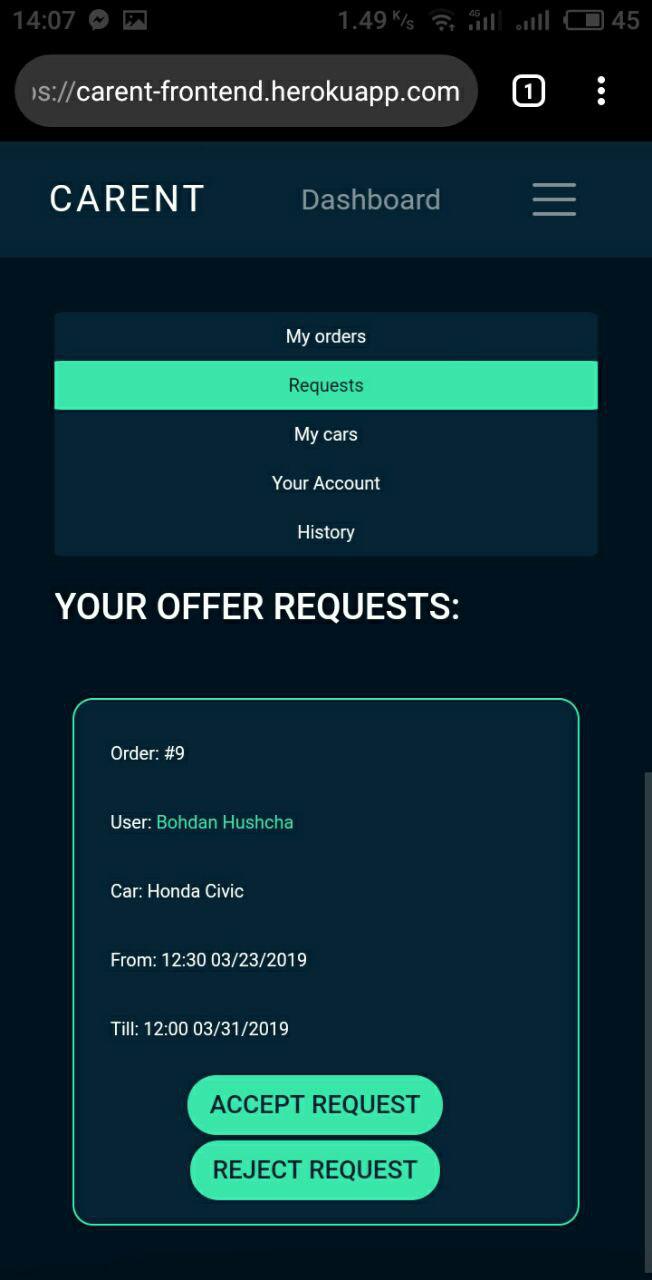 14:07 1.49 K/s 4G 45
os://carent-frontend.herokuapp.com 1
CARENT Dashboard
My orders
Requests
My cars
Your Account
History
YOUR OFFER REQUESTS:
Order: #9
User: Bohdan Hushcha
Car: Honda Civic
From: 12:30 03/23/2019
Till: 12:00 03/31/2019
ACCEPT REQUEST
REJECT REQUEST